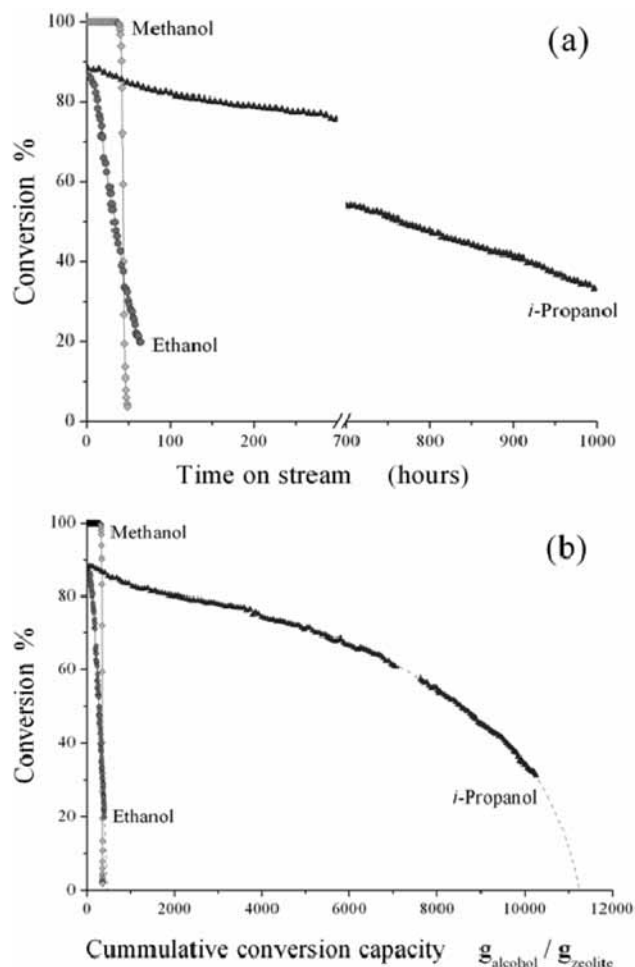 (a)
100
80
60
40
20
0
Conversion %
Methanol
Ethanol
i-Propanol
0 100 200 700 800 900 1000
Time on stream (hours)
(b)
100
80
60
40
20
0
Conversion %
Methanol
Ethanol
i-Propanol
0 2000 4000 6000 8000 10000 12000
Cummulative conversion capacity g alcohol / g zeolite